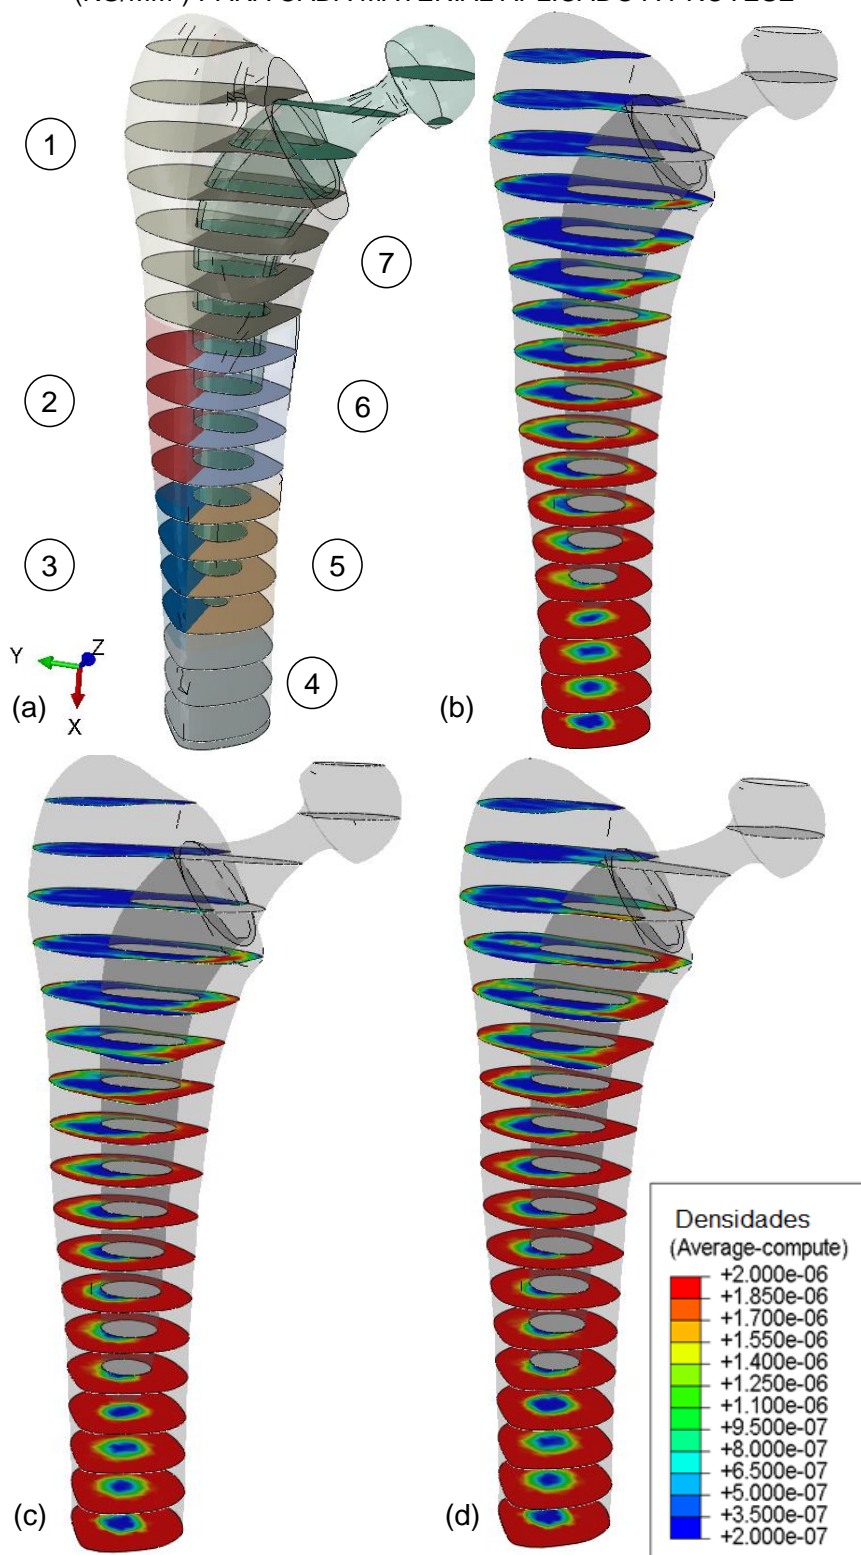 1
7
2
6
3
5
Y
Z
X
4
(a)
(b)
(c)
(d)
Densidades
(Average-compute)
+2.000e-06
+1.850e-06
+1.700e-06
+1.550e-06
+1.400e-06
+1.250e-06
+1.100e-06
+9.500e-07
+8.000e-07
+6.500e-07
+5.000e-07
+3.500e-07
+2.000e-07